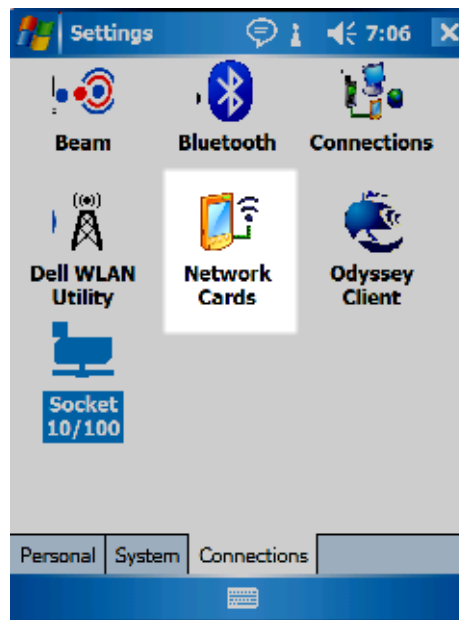 Settings 7:06
Beam Bluetooth Connections
Dell WLAN Utility
Network Cards
Odyssey Client
Socket 10/100
Personal System Connections